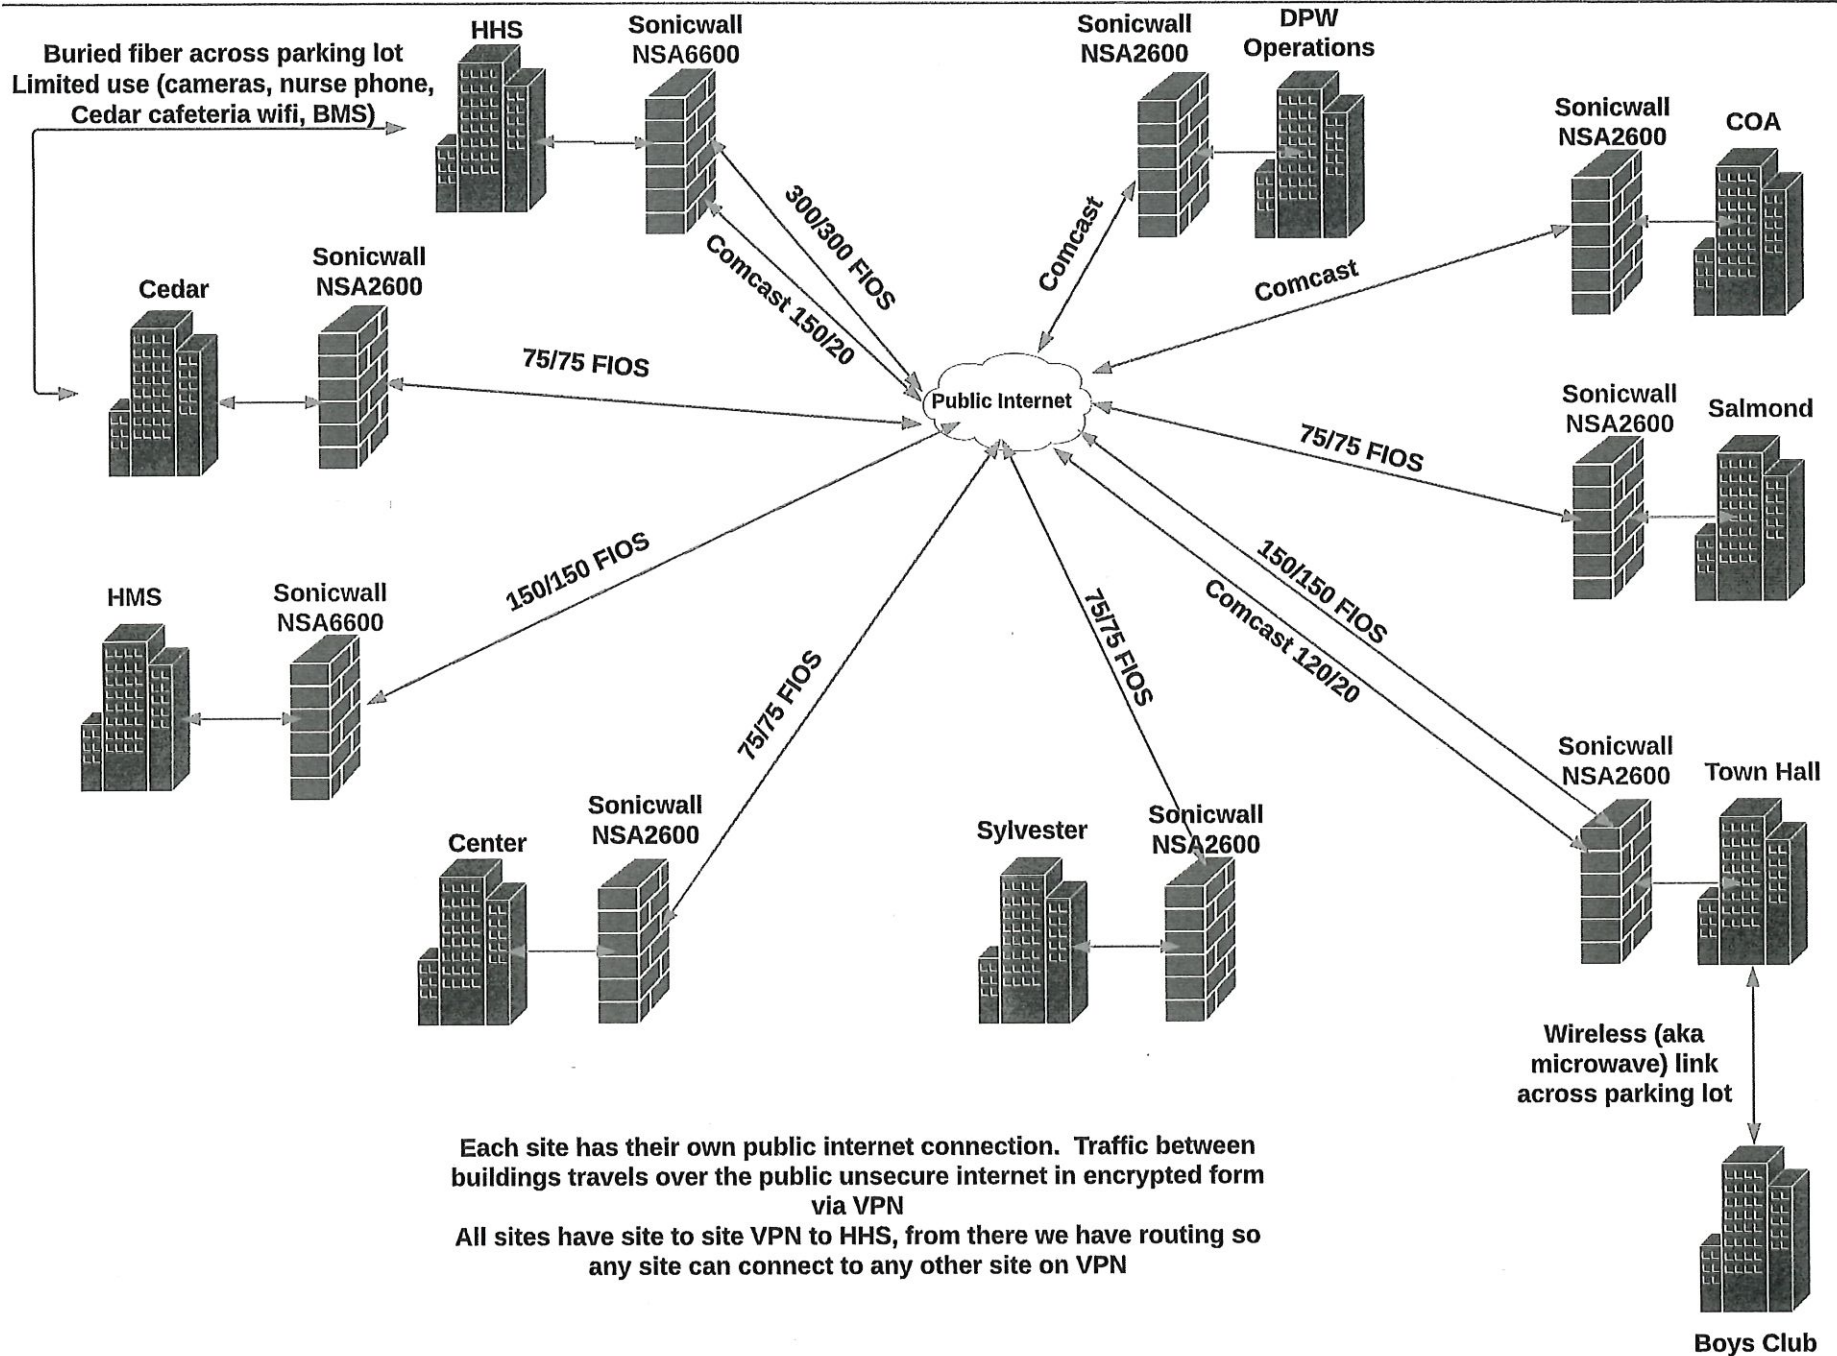 HHS
Sonicwall
NSA6600
Buried fiber across parking lot
Limited use (cameras, nurse phone,
Cedar cafeteria wifi, BMS)
Sonicwall
NSA2600
DPW
Operations
Sonicwall
NSA2600
COA
300/300 FIOS
Comcast 150/20
Comcast
Comcast
Cedar
Sonicwall
NSA2600
75/75 FIOS
Public Internet
Sonicwall
NSA2600
Salmond
75/75 FIOS
HMS
Sonicwall
NSA6600
150/150 FIOS
75/75 FIOS
75/75 FIOS
150/150 FIOS
Comcast 120/20
Center
Sonicwall
NSA2600
Sylvester
Sonicwall
NSA2600
Sonicwall
NSA2600
Town Hall
Wireless (aka
microwave) link
across parking lot
Boys Club
Each site has their own public internet connection.  Traffic between
buildings travels over the public unsecure internet in encrypted form
via VPN
All sites have site to site VPN to HHS, from there we have routing so
any site can connect to any other site on VPN